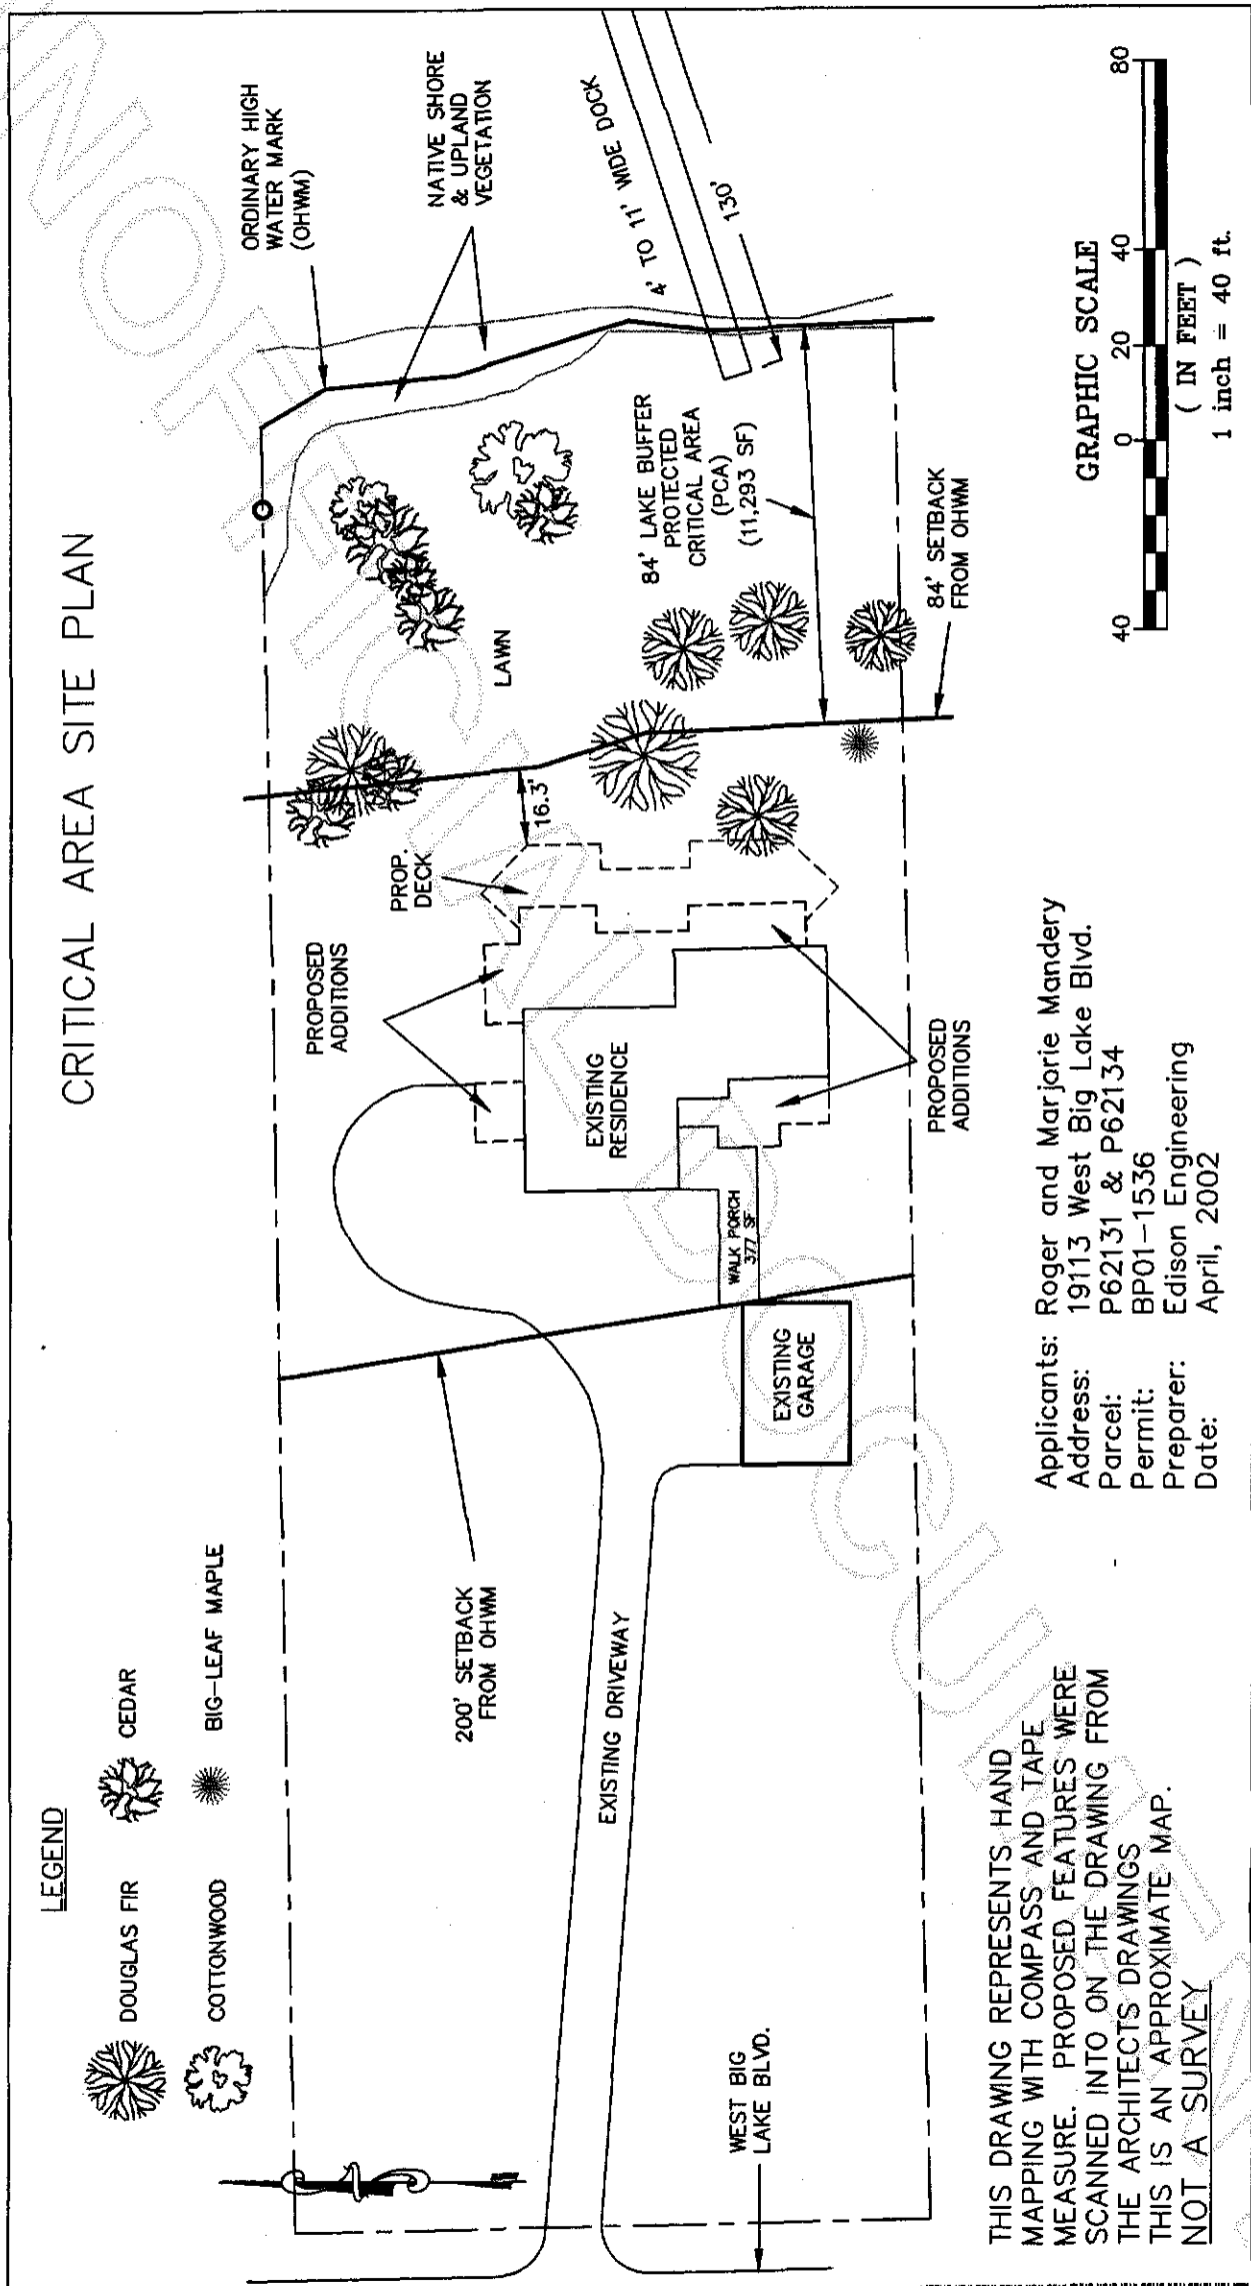 CRITICAL AREA SITE PLAN
LEGEND
DOUGLAS FIR
CEDAR
COTTONWOOD
BIG-LEAF MAPLE
ORDINARY HIGH
WATER MARK
(OHWM)
NATIVE SHORE
& UPLAND
VEGETATION
4' TO 11' WIDE DOCK
130'
LAWN
84' LAKE BUFFER
PROTECTED
CRITICAL AREA
(PCA)
(11,293 SF)
84' SETBACK
FROM OHWM
16.3'
PROP.
DECK
PROPOSED
ADDITIONS
EXISTING
RESIDENCE
PROPOSED
ADDITIONS
WALK PORCH
377 SF
EXISTING
GARAGE
200' SETBACK
FROM OHWM
EXISTING DRIVEWAY
WEST BIG
LAKE BLVD.
THIS DRAWING REPRESENTS HAND
MAPPING WITH COMPASS AND TAPE
MEASURE. PROPOSED FEATURES WERE
SCANNED INTO ON THE DRAWING FROM
THE ARCHITECTS DRAWINGS
THIS IS AN APPROXIMATE MAP.
NOT A SURVEY
Applicants: Roger and Marjorie Mandery
Address: 19113 West Big Lake Blvd.
Parcel: P62131 & P62134
Permit: BP01-1536
Preparer: Edison Engineering
Date: April, 2002
GRAPHIC SCALE
40 0 20 40 80
( IN FEET )
1 inch = 40 ft.